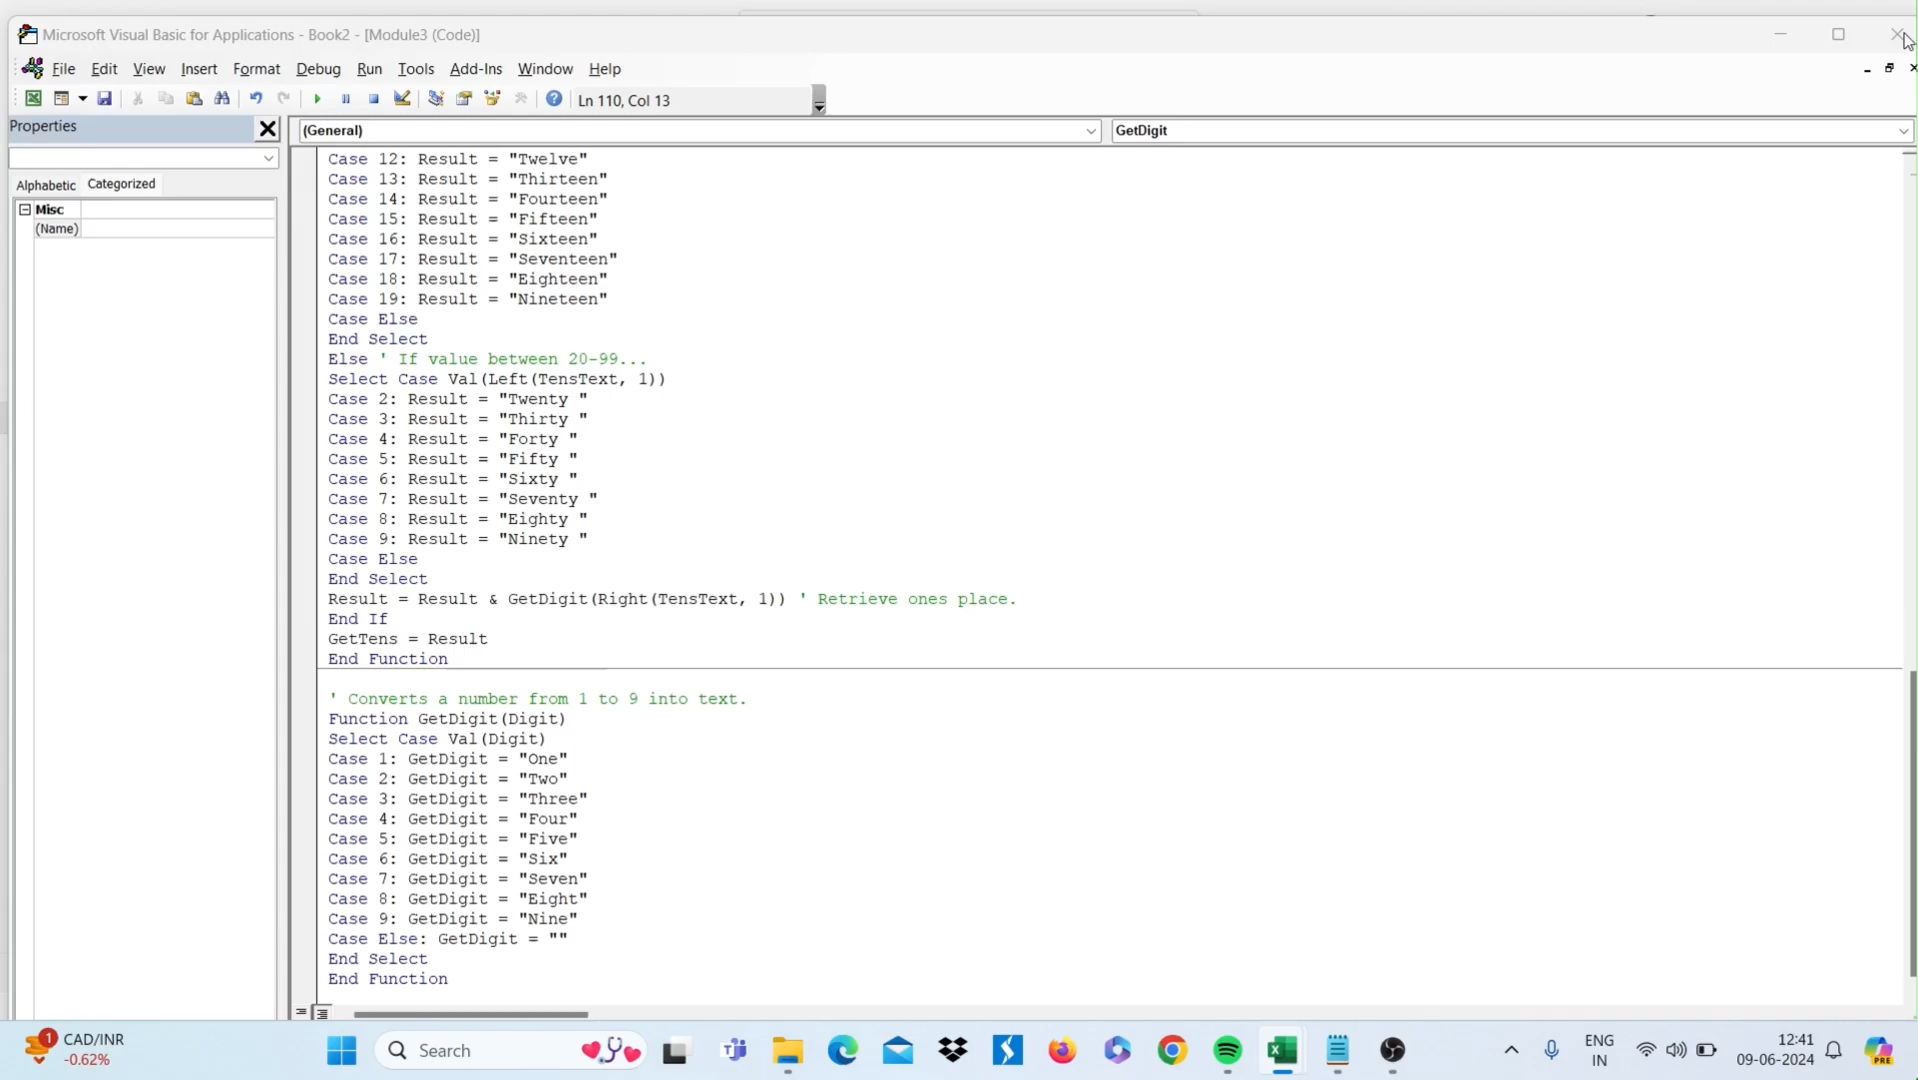 Microsoft Visual Basic for Applications - Book2 - [Module3 (Code)]
File Edit View Insert Format Debug Run Tools Add-Ins Window Help
Ln 110, Col 13
Properties
(General)
GetDigit
Alphabetic Categorized
Misc
(Name)
Case 12: Result = "Twelve"
Case 13: Result = "Thirteen"
Case 14: Result = "Fourteen"
Case 15: Result = "Fifteen"
Case 16: Result = "Sixteen"
Case 17: Result = "Seventeen"
Case 18: Result = "Eighteen"
Case 19: Result = "Nineteen"
Case Else
End Select
Else ' If value between 20-99...
Select Case Val(Left(TensText, 1))
Case 2: Result = "Twenty "
Case 3: Result = "Thirty "
Case 4: Result = "Forty "
Case 5: Result = "Fifty "
Case 6: Result = "Sixty "
Case 7: Result = "Seventy "
Case 8: Result = "Eighty "
Case 9: Result = "Ninety "
Case Else
End Select
Result = Result & GetDigit(Right(TensText, 1)) ' Retrieve ones place.
End If
GetTens = Result
End Function
' Converts a number from 1 to 9 into text.
Function GetDigit(Digit)
Select Case Val(Digit)
Case 1: GetDigit = "One"
Case 2: GetDigit = "Two"
Case 3: GetDigit = "Three"
Case 4: GetDigit = "Four"
Case 5: GetDigit = "Five"
Case 6: GetDigit = "Six"
Case 7: GetDigit = "Seven"
Case 8: GetDigit = "Eight"
Case 9: GetDigit = "Nine"
Case Else: GetDigit = ""
End Select
End Function
1
CAD/INR
-0.62%
Search
ENG
IN
12:41
09-06-2024
PRE